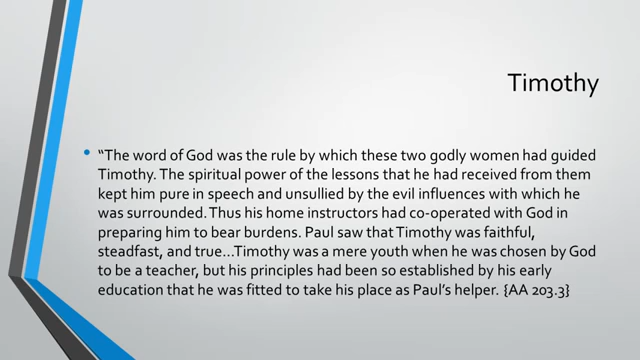 Timothy
• “The word of God was the rule by which these two godly women had guided
Timothy. The spiritual power of the lessons that he had received from them
kept him pure in speech and unsullied by the evil influences with which he
was surrounded. Thus his home instructors had co-operated with God in
preparing him to bear burdens. Paul saw that Timothy was faithful,
steadfast, and true…Timothy was a mere youth when he was chosen by God
to be a teacher, but his principles had been so established by his early
education that he was fitted to take his place as Paul’s helper. {AA 203.3}